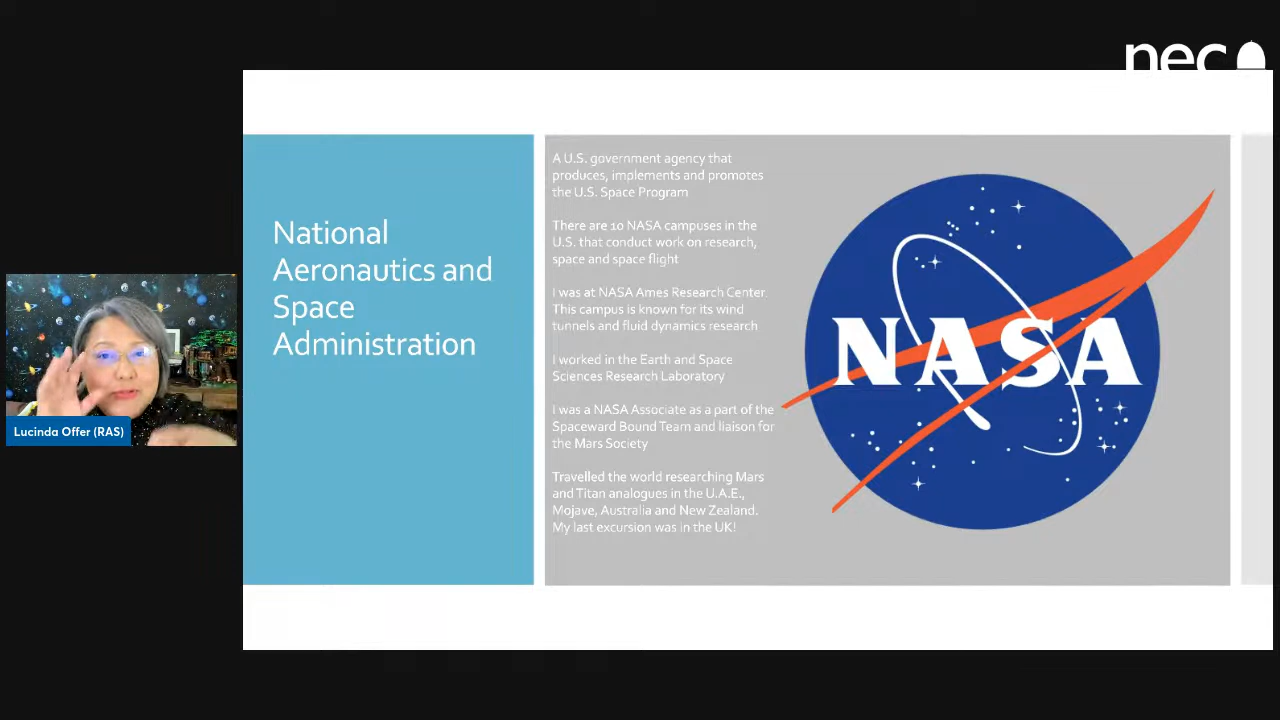 nec
National
Aeronautics and
Space
Administration
A U.S. government agency that
produces, implements and promotes
the U.S. Space Program
There are 10 NASA campuses in the
U.S. that conduct work on research,
space and space flight
I was at NASA Ames Research Center.
This campus is known for its wind
tunnels and fluid dynamics research
I worked in the Earth and Space
Sciences Research Laboratory
I was a NASA Associate as a part of the
Spaceward Bound Team and liaison for
the Mars Society
Travelled the world researching Mars
and Titan analogues in the U.A.E.,
Mojave, Australia and New Zealand.
My last excursion was in the UK!
NASA
Lucinda Offer (RAS)